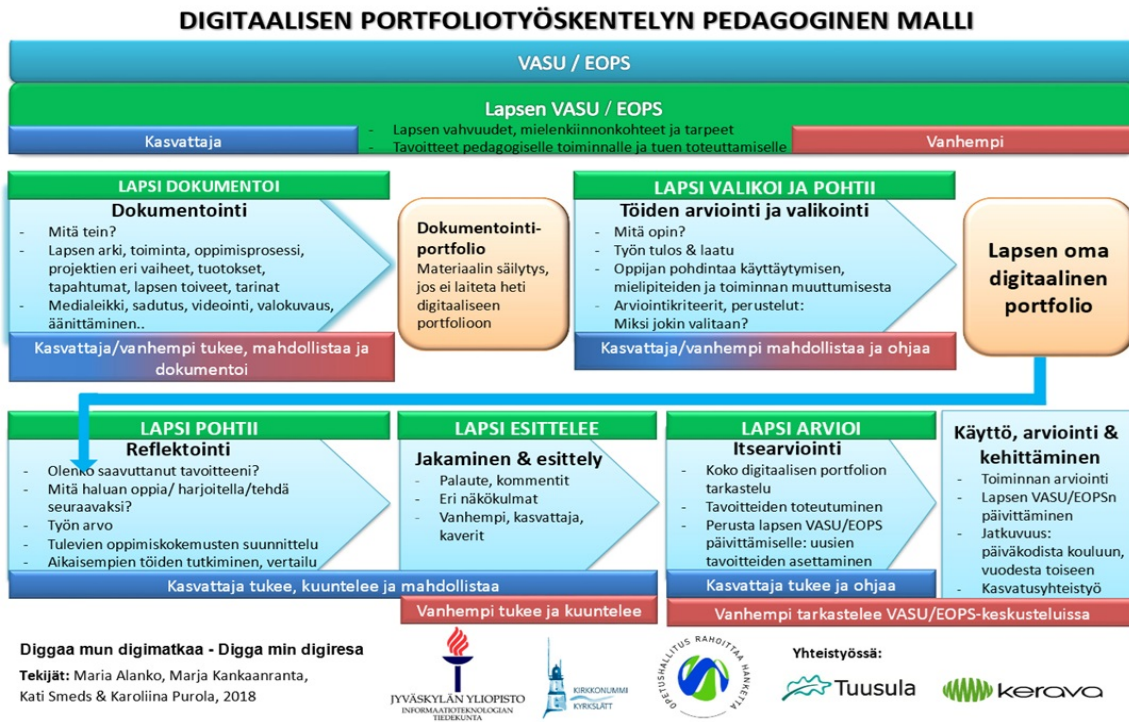 DIGITAALISEN PORTFOLIOTYÖSKENTELYN PEDAGOGINEN MALLI
VASU / EOPS
Lapsen VASU / EOPS
- Lapsen vahvuudet, mielenkiinnonkohteet ja tarpeet
- Tavoitteet pedagogiselle toiminnalle ja tuen toteuttamiselle
Kasvattaja
Vanhempi
LAPSI DOKUMENTOI
Dokumentointi
- Mitä tein?
- Lapsen arki, toiminta, oppimisprosessi,
projektien eri vaiheet, tuotokset,
tapahtumat, lapsen toiveet, tarinat
- Medialeikki, sadutus, videointi, valokuvaus,
äänittäminen..
Kasvattaja/vanhempi tukee, mahdollistaa ja
dokumentoi
Dokumentointi-
portfolio
Materiaalin säilytys,
jos ei laiteta heti
digitaaliseen
portfolioon
LAPSI VALIKOI JA POHTII
Töiden arviointi ja valikointi
- Mitä opin?
- Työn tulos & laatu
- Oppijan pohdintaa käyttäytymisen,
mielipiteiden ja toiminnan muuttumisesta
- Arviointikriteerit, perustelut:
Miksi jokin valitaan?
Kasvattaja/vanhempi mahdollistaa ja ohjaa
Lapsen oma
digitaalinen
portfolio
LAPSI POHTII
Reflektointi
- Olenko saavuttanut tavoitteeni?
- Mitä haluan oppia/ harjoitella/tehdä
seuraavaksi?
- Työn arvo
- Tulevien oppimiskokemusten suunnittelu
- Aikaisempien töiden tutkiminen, vertailu
LAPSI ESITTELEE
Jakaminen & esittely
- Palaute, kommentit
- Eri näkökulmat
- Vanhempi, kasvattaja,
kaverit
Kasvattaja tukee, kuuntelee ja mahdollistaa
Vanhempi tukee ja kuuntelee
LAPSI ARVIOI
Itsearviointi
- Koko digitaalisen portfolion
tarkastelu
- Tavoitteiden toteutuminen
- Perusta lapsen VASU/EOPS
päivittämiselle: uusien
tavoitteiden asettaminen
Kasvattaja tukee ja ohjaa
Käyttö, arviointi &
kehittäminen
- Toiminnan arviointi
- Lapsen VASU/EOPSn
päivittäminen
- Jatkuvuus:
päiväkodista kouluun,
vuodesta toiseen
- Kasvatusyhteistyö
Vanhempi tarkastelee VASU/EOPS-keskusteluissa
Diggaa mun digimatkaa - Digga min digiresa
Tekijät: Maria Alanko, Marja Kankaanranta,
Kati Smeds & Karoliina Purola, 2018
JYVÄSKYLÄN YLIOPISTO
INFORMAATIOTEKNOLOGIAN
TIEDEKUNTA
KIRKKONUMMI
KYRKSLÄTT
OPETUSHALLITUS RAHOITTAA HANKETTA
Yhteistyössä:
Tuusula
kerava